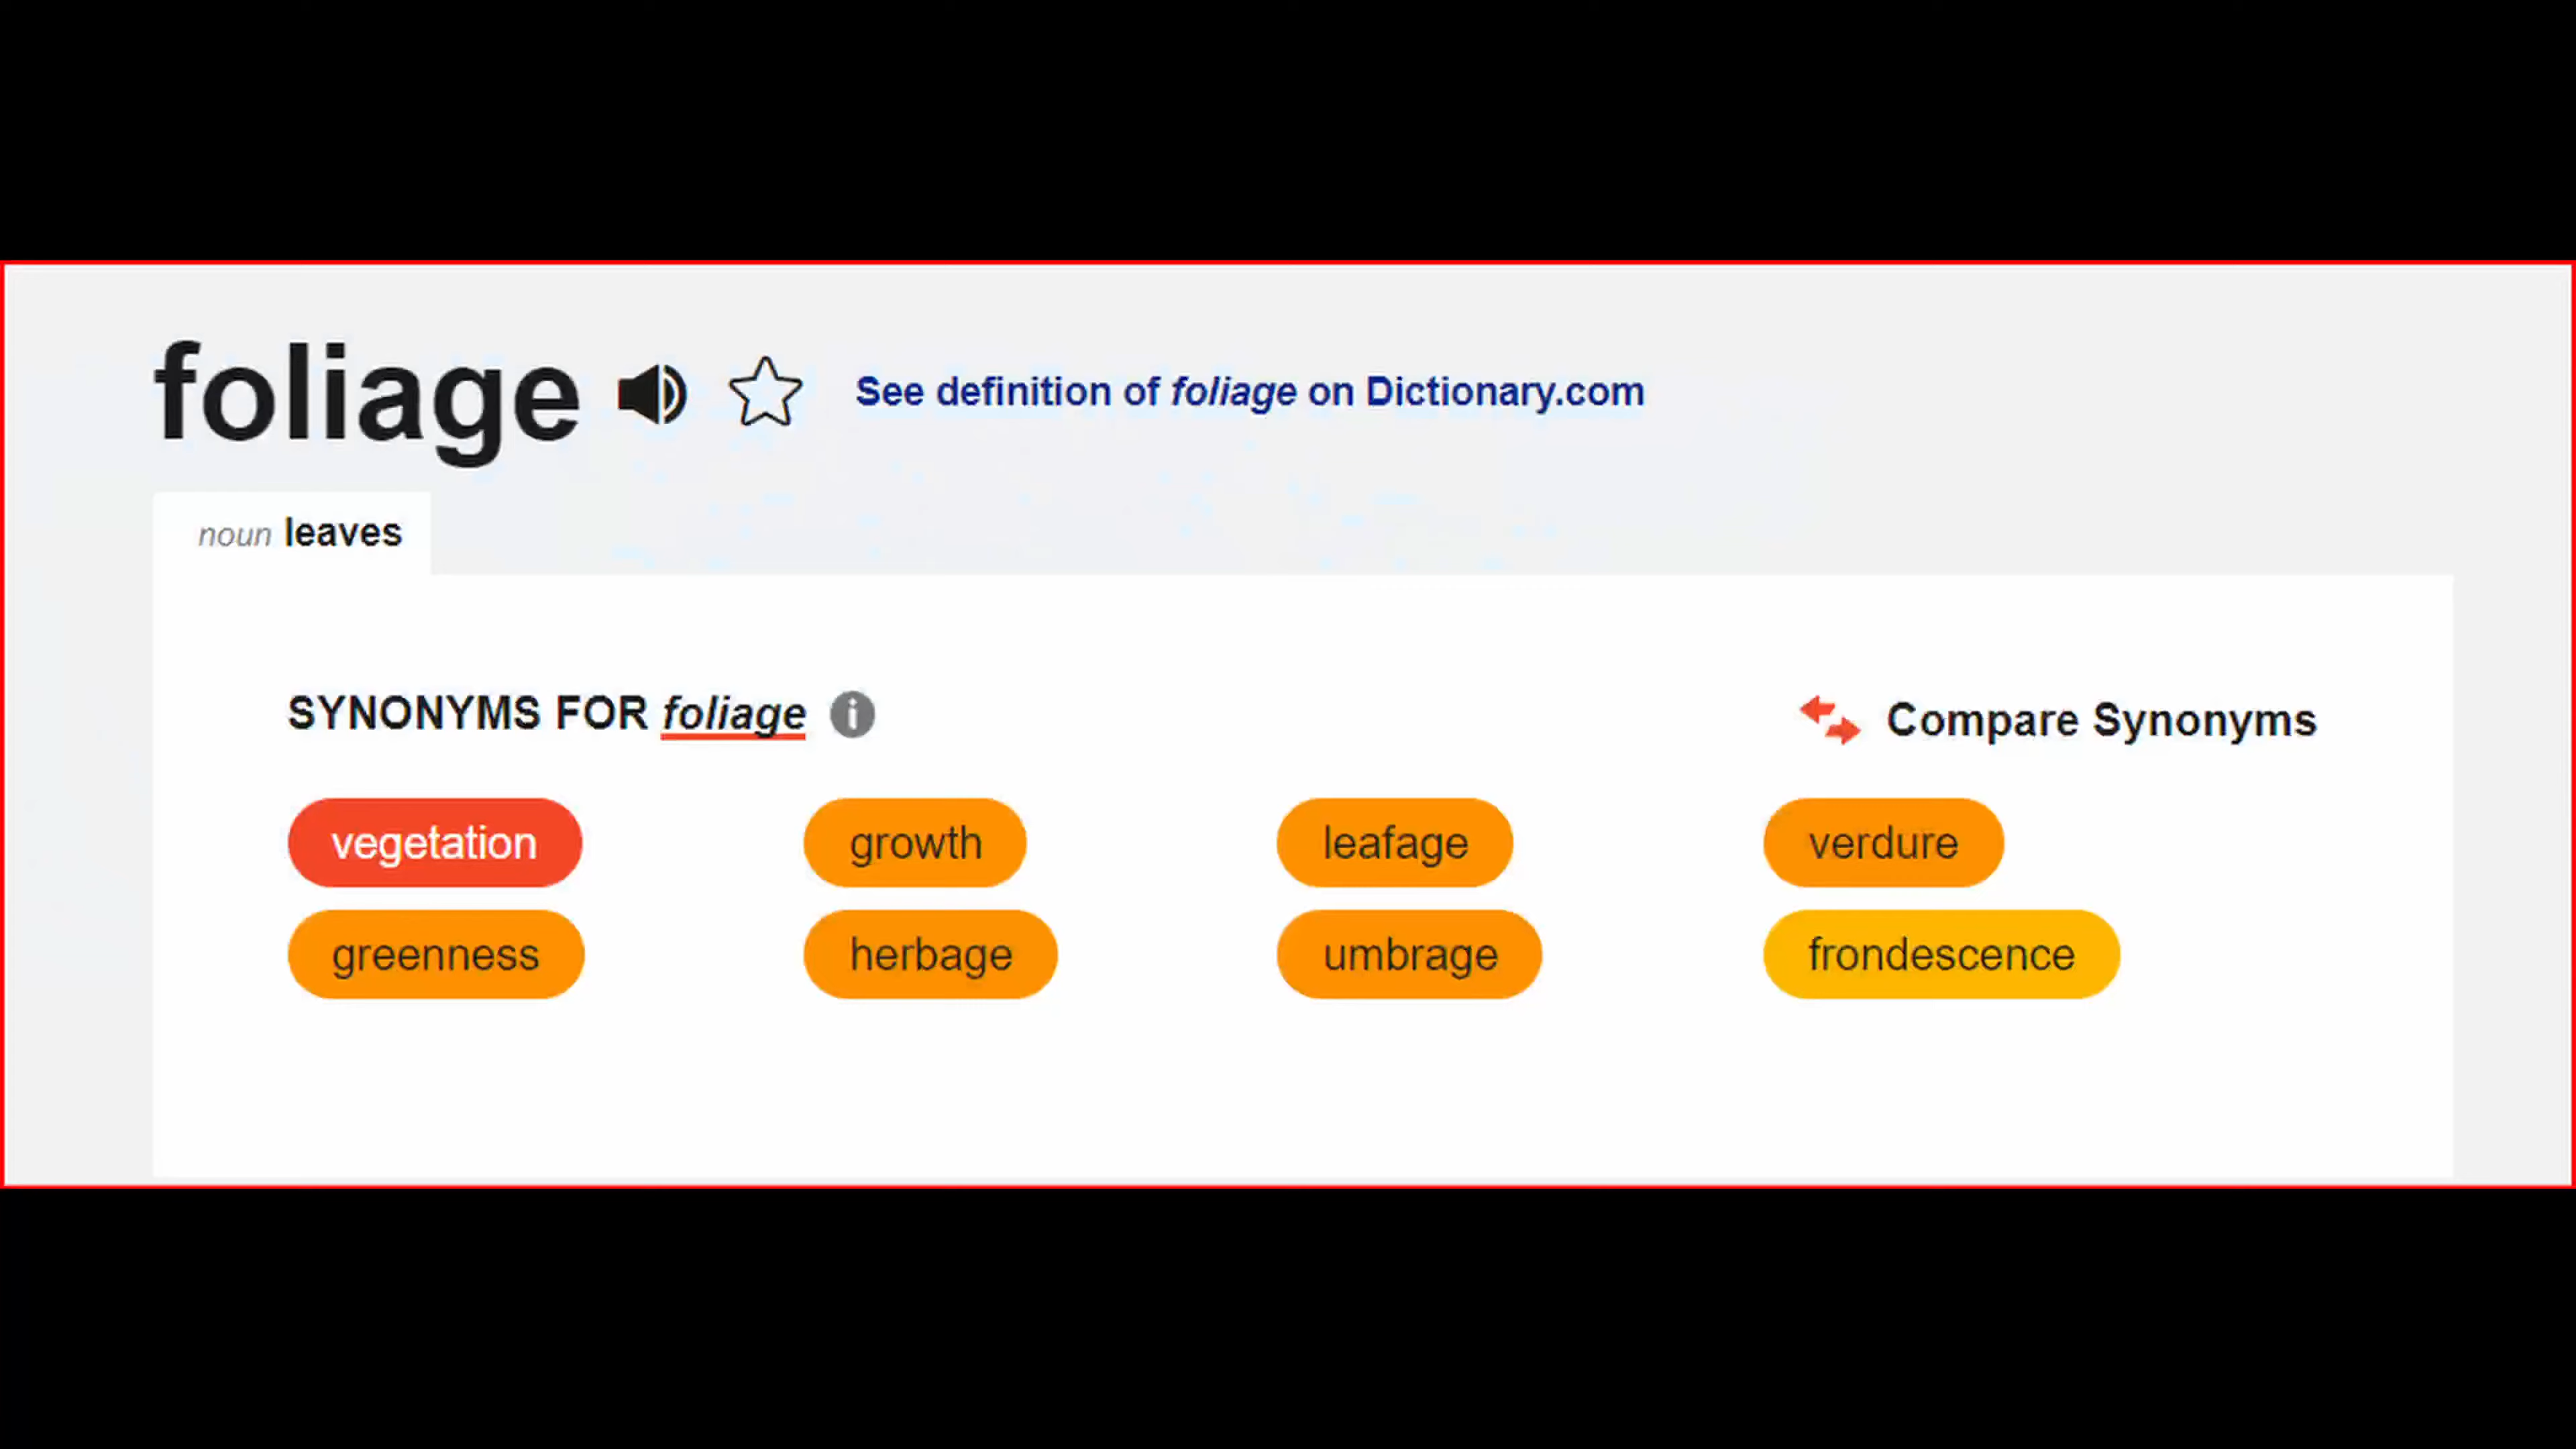 foliage See definition of foliage on Dictionary.com
noun leaves
SYNONYMS FOR foliage i Compare Synonyms
vegetation growth leafage verdure
greenness herbage umbrage frondescence